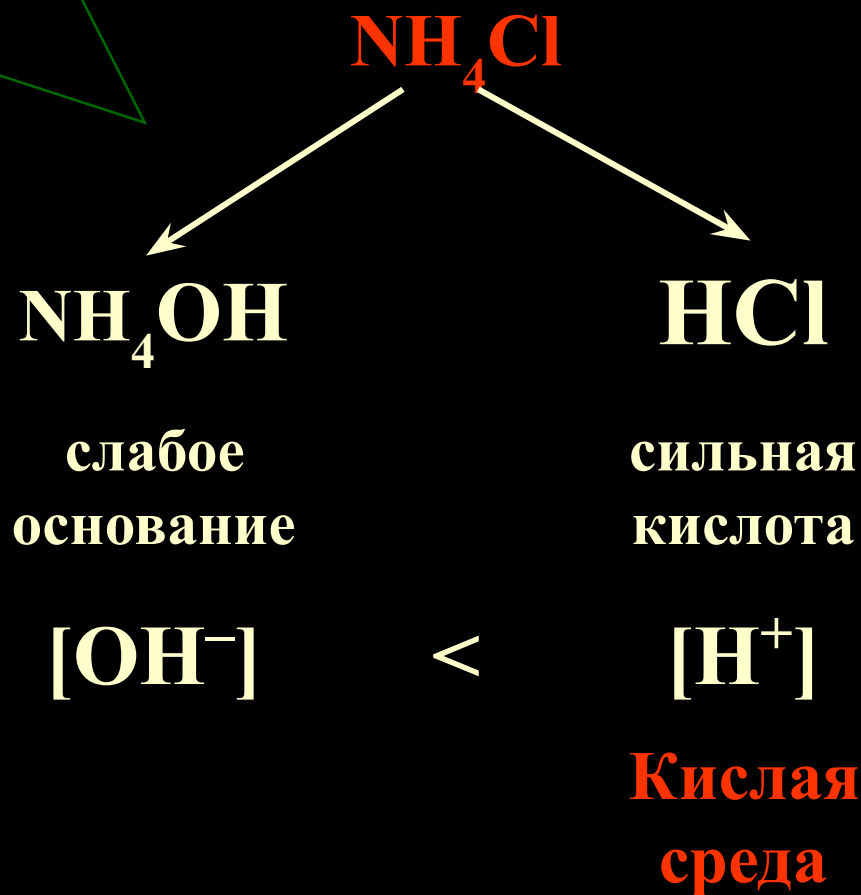 NH₄Cl
NH₄OH HCl
слабое сильная
основание кислота
[OH⁻] < [H⁺]
Кислая
среда